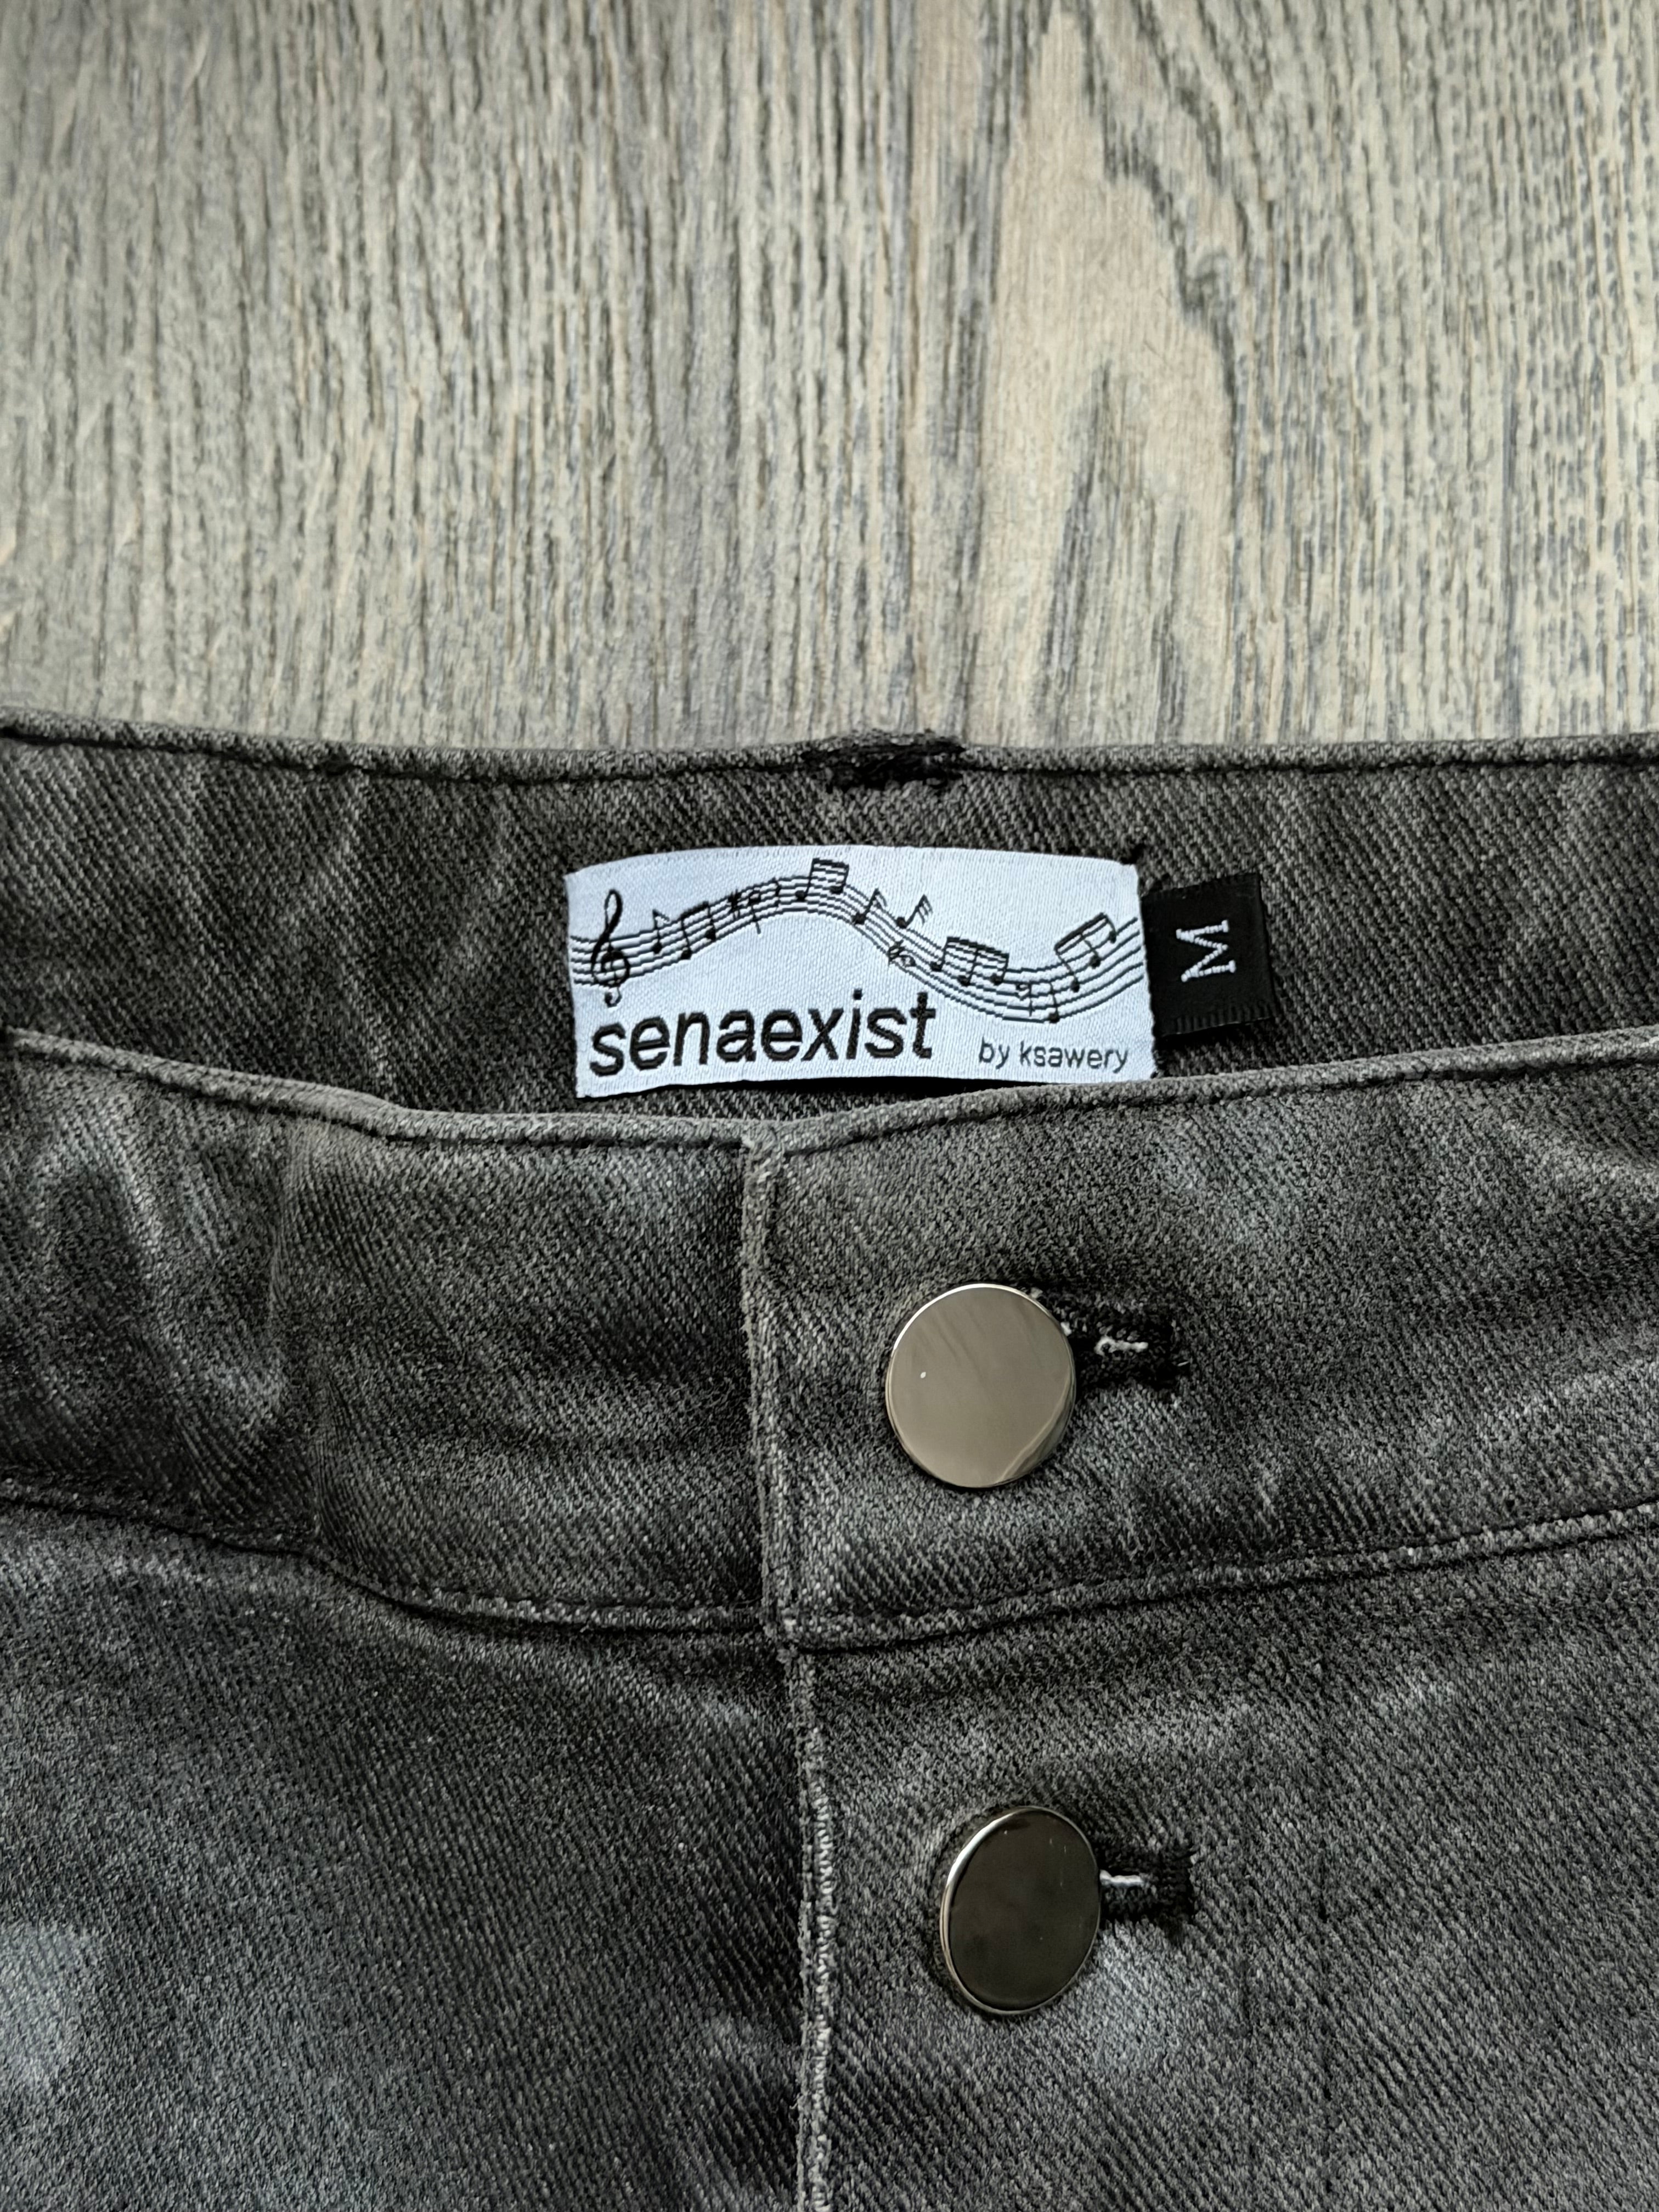 senaexist
by ksawery
M